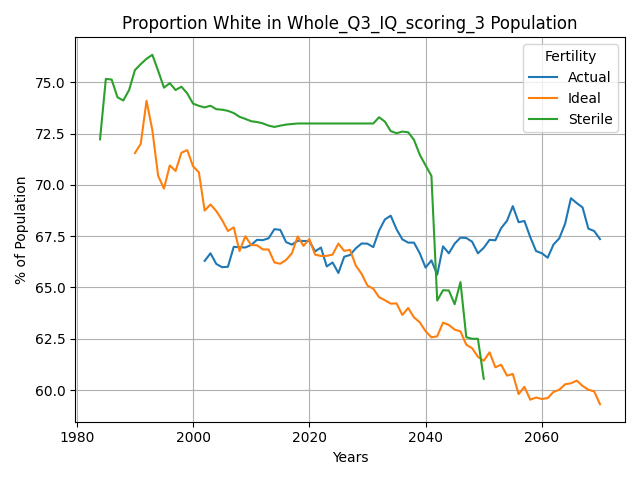 Proportion White in Whole_Q3_IQ_scoring_3 Population
% of Population
75.0
72.5
70.0
67.5
65.0
62.5
60.0
Fertility
Actual
Ideal
Sterile
1980
2000
2020
2040
2060
Years